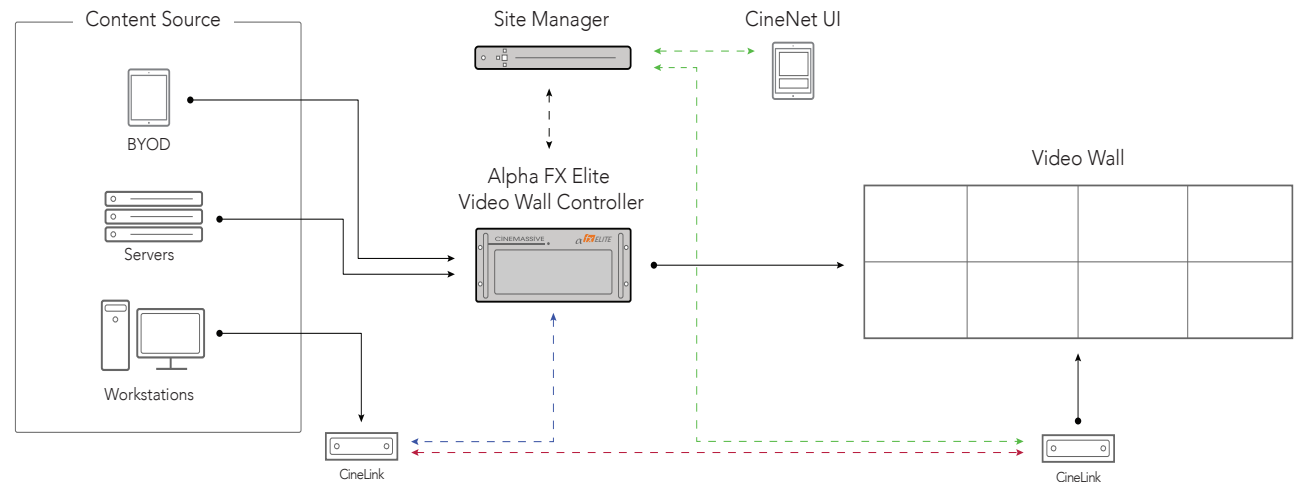 Content Source
Site Manager
CineNet UI
BYOD
Alpha FX Elite
Video Wall Controller
Video Wall
CINEMASSIVE
α fx ELITE
Servers
Workstations
CineLink
CineLink